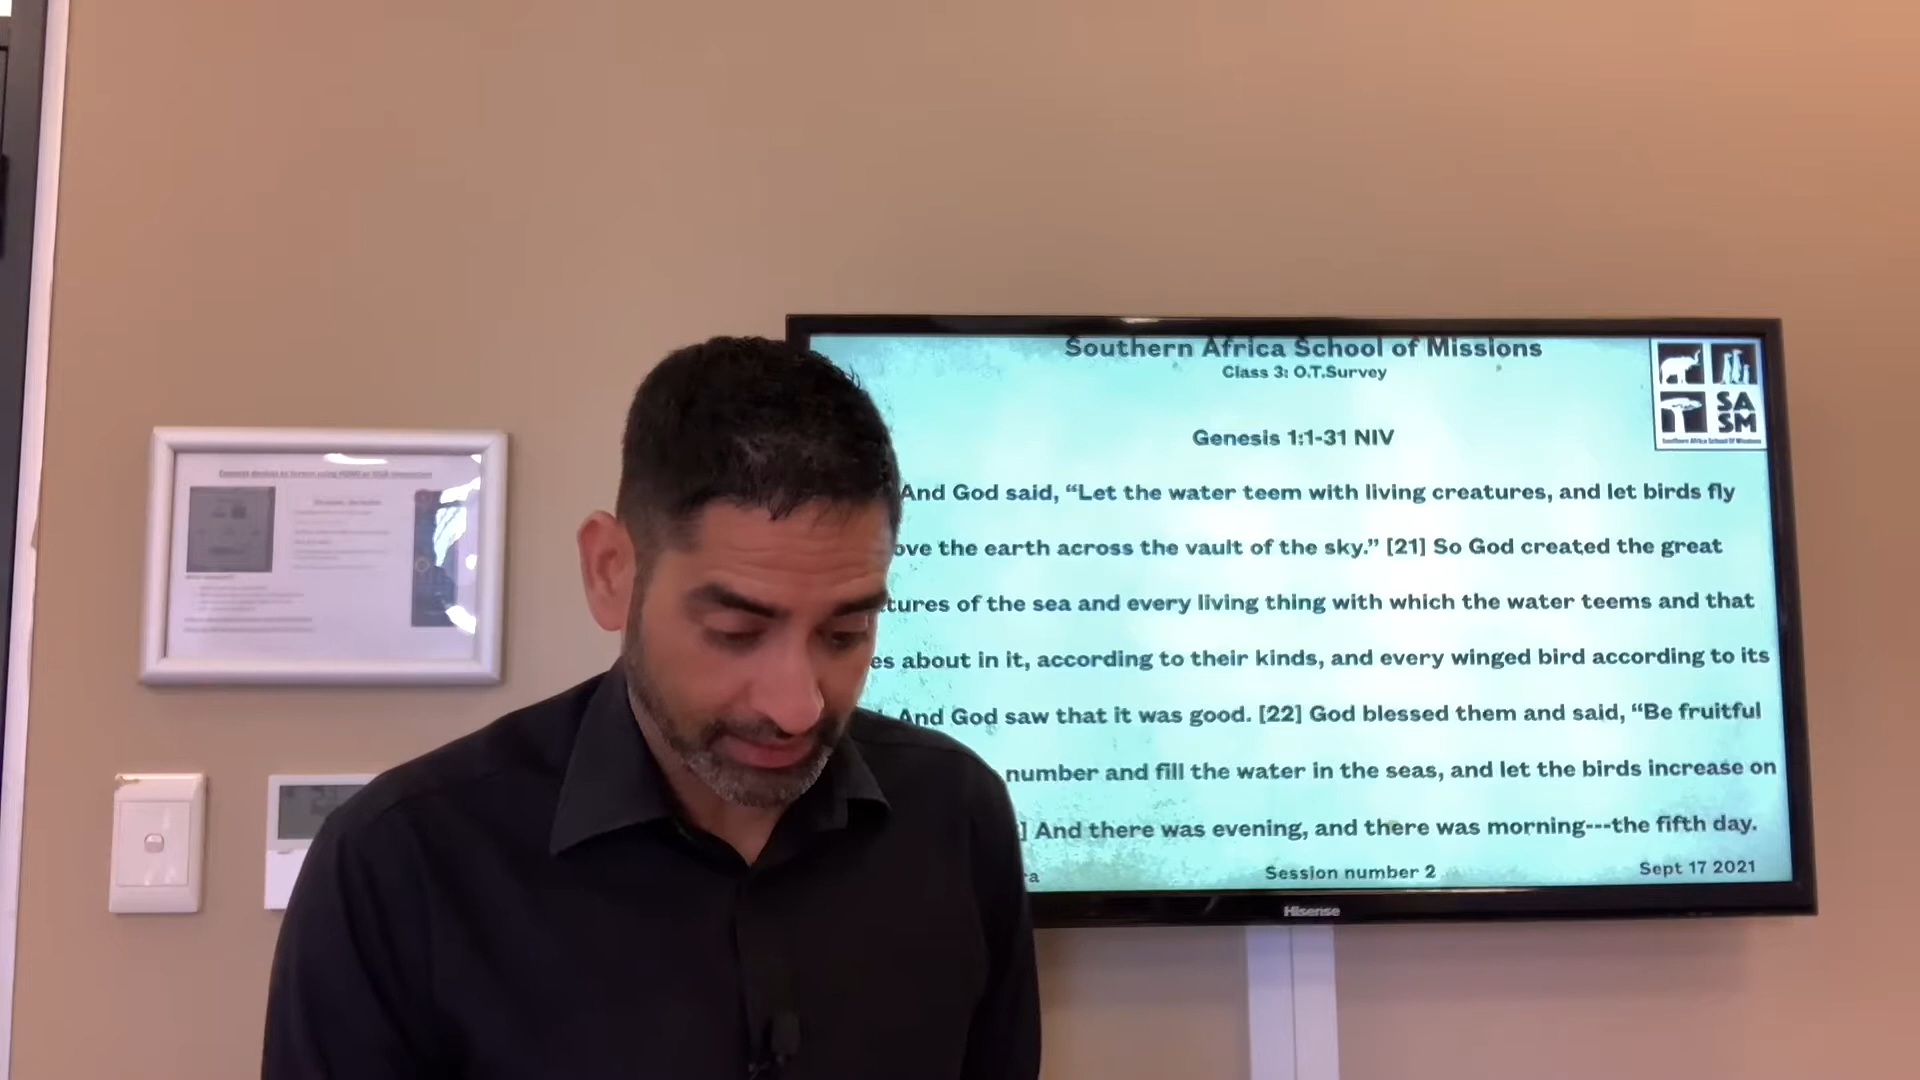 Southern Africa School of Missions
Class 3: O.T.Survey
SA
SM
Southern Africa School Of Missions
Genesis 1:1-31 NIV
And God said, “Let the water teem with living creatures, and let birds fly
ove the earth across the vault of the sky.” [21] So God created the great
tures of the sea and every living thing with which the water teems and that
es about in it, according to their kinds, and every winged bird according to its
And God saw that it was good. [22] God blessed them and said, “Be fruitful
number and fill the water in the seas, and let the birds increase on
] And there was evening, and there was morning---the fifth day.
ra
Session number 2
Sept 17 2021
Hisense